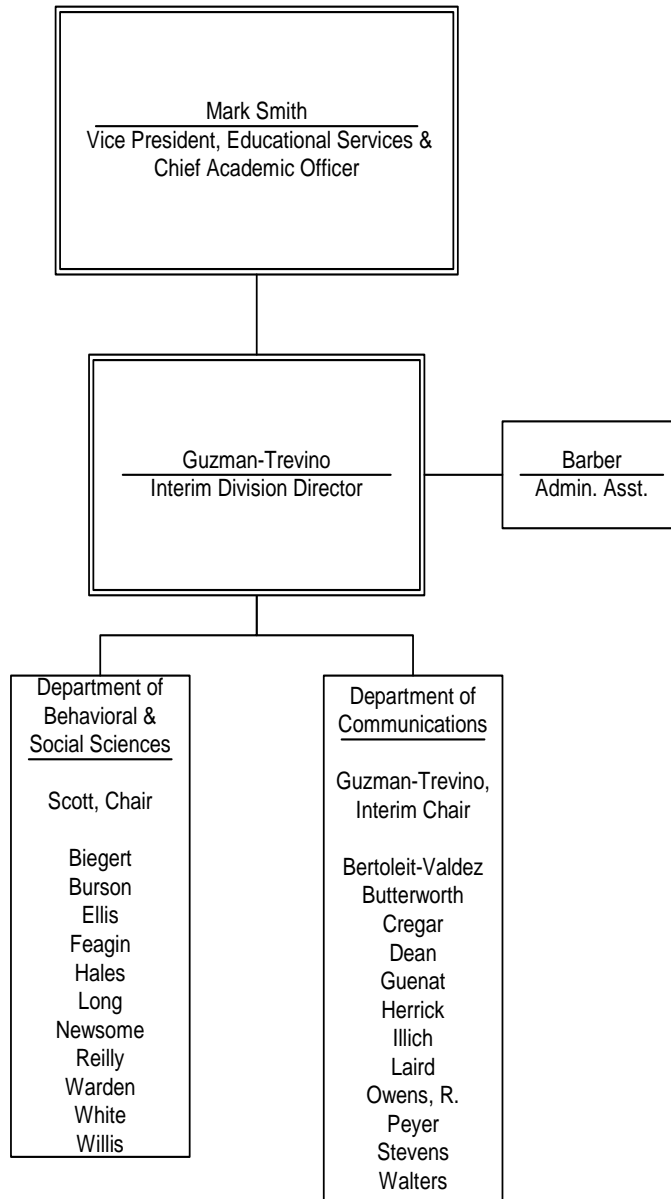 Mark Smith
Vice President, Educational Services &
Chief Academic Officer
Guzman-Trevino
Interim Division Director
Barber
Admin. Asst.
Department of
Behavioral &
Social Sciences
Scott, Chair
Biegert
Burson
Ellis
Feagin
Hales
Long
Newsome
Reilly
Warden
White
Willis
Department of
Communications
Guzman-Trevino,
Interim Chair
Bertoleit-Valdez
Butterworth
Cregar
Dean
Guenat
Herrick
Illich
Laird
Owens, R.
Peyer
Stevens
Walters